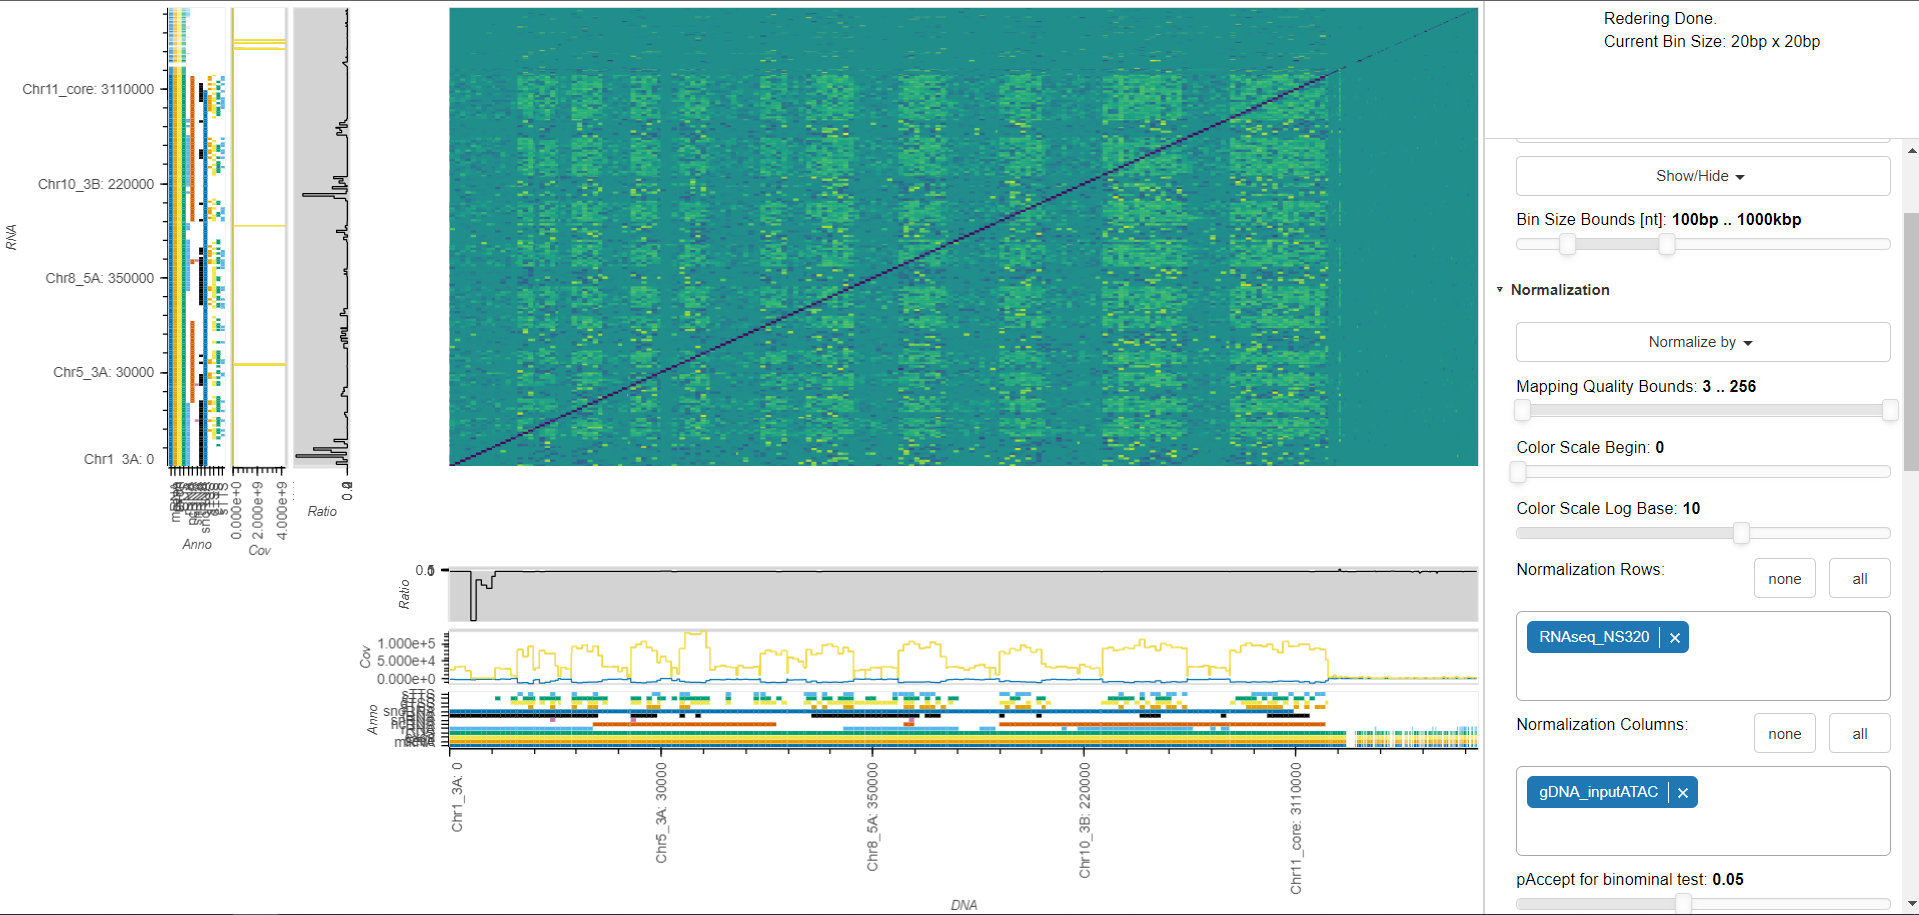 Redering Done.
Current Bin Size: 20bp x 20bp
Show/Hide
Bin Size Bounds [nt]: 100bp .. 1000kbp
Normalization
Normalize by
Mapping Quality Bounds: 3 .. 256
Color Scale Begin: 0
Color Scale Log Base: 10
Normalization Rows:
none
all
RNAseq_NS320
Normalization Columns:
none
all
gDNA_inputATAC
pAccept for binominal test: 0.05
RNA
Chr11_core: 3110000
Chr10_3B: 220000
Chr8_5A: 350000
Chr5_3A: 30000
Chr1_3A: 0
Anno
0.000e+0
2.000e+9
4.000e+9
Cov
Ratio
Ratio
Cov
1.000e+5
5.000e+4
0.000e+0
Anno
sTTS
mRNA
Chr1_3A: 0
Chr5_3A: 30000
Chr8_5A: 350000
Chr10_3B: 220000
Chr11_core: 3110000
DNA